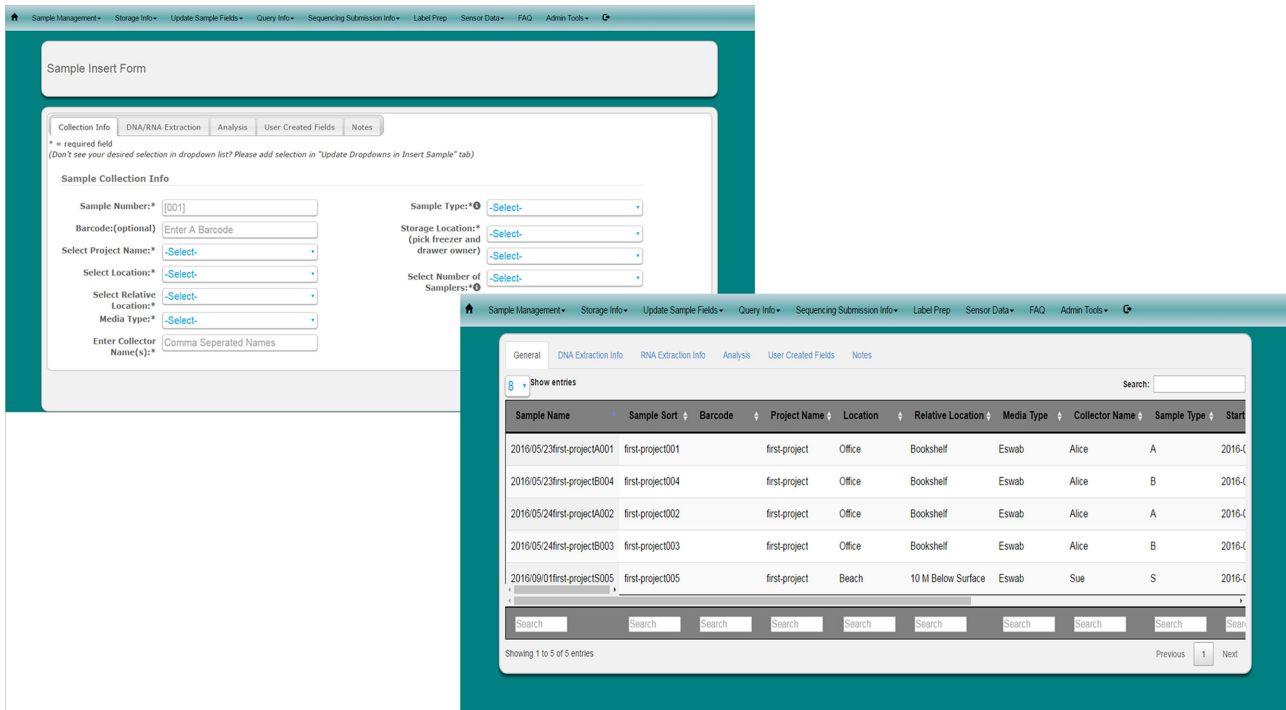 Sample Management Storage Info Update Sample Fields Query Info Sequencing Submission Info Label Prep Sensor Data FAQ Admin Tools
Sample Insert Form
Collection Info DNA/RNA Extraction Analysis User Created Fields Notes
* = required field
(Don't see your desired selection in dropdown list? Please add selection in "Update Dropdowns in Insert Sample" tab)
Sample Collection Info
Sample Number:* [001]
Barcode:(optional) Enter A Barcode
Select Project Name:* -Select-
Select Location:* -Select-
Select Relative Location:* -Select-
Media Type:* -Select-
Enter Collector Name(s):* Comma Seperated Names
Sample Type:* -Select-
Storage Location:* -Select-
(pick freezer and
drawer owner) -Select-
Select Number of Samplers:* -Select-
Sample Management Storage Info Update Sample Fields Query Info Sequencing Submission Info Label Prep Sensor Data FAQ Admin Tools
General DNA Extraction Info RNA Extraction Info Analysis User Created Fields Notes
8 Show entries Search:
Sample Name Sample Sort Barcode Project Name Location Relative Location Media Type Collector Name Sample Type Start
2016/05/23first-projectA001 first-project001 first-project Office Bookshelf Eswab Alice A 2016-0
2016/05/23first-projectB004 first-project004 first-project Office Bookshelf Eswab Alice B 2016-0
2016/05/24first-projectA002 first-project002 first-project Office Bookshelf Eswab Alice A 2016-0
2016/05/24first-projectB003 first-project003 first-project Office Bookshelf Eswab Alice B 2016-0
2016/09/01first-projectS005 first-project005 first-project Beach 10 M Below Surface Eswab Sue S 2016-0
Search Search Search Search Search Search Search Search Search Sear
Showing 1 to 5 of 5 entries Previous 1 Next